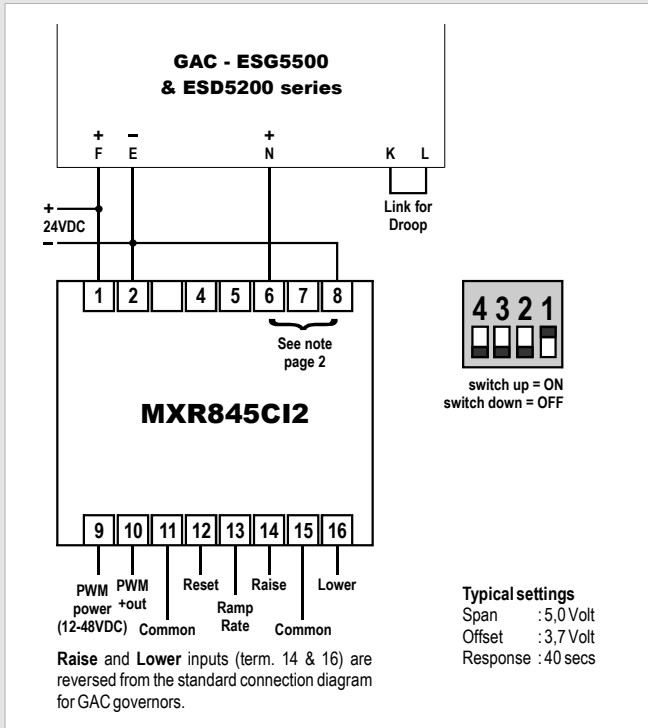 GAC - ESG5500
& ESD5200 series
+ – +
F E N K L
+
24VDC
–
Link for
Droop
1 2 4 5 6 7 8
See note
page 2
4 3 2 1
switch up = ON
switch down = OFF
MXR845CI2
9 10 11 12 13 14 15 16
PWM
power
(12-48VDC)
PWM
+out
Common
Reset
Ramp
Rate
Raise
Common
Lower
Raise and Lower inputs (term. 14 & 16) are
reversed from the standard connection diagram
for GAC governors.
Typical settings
Span : 5,0 Volt
Offset : 3,7 Volt
Response : 40 secs